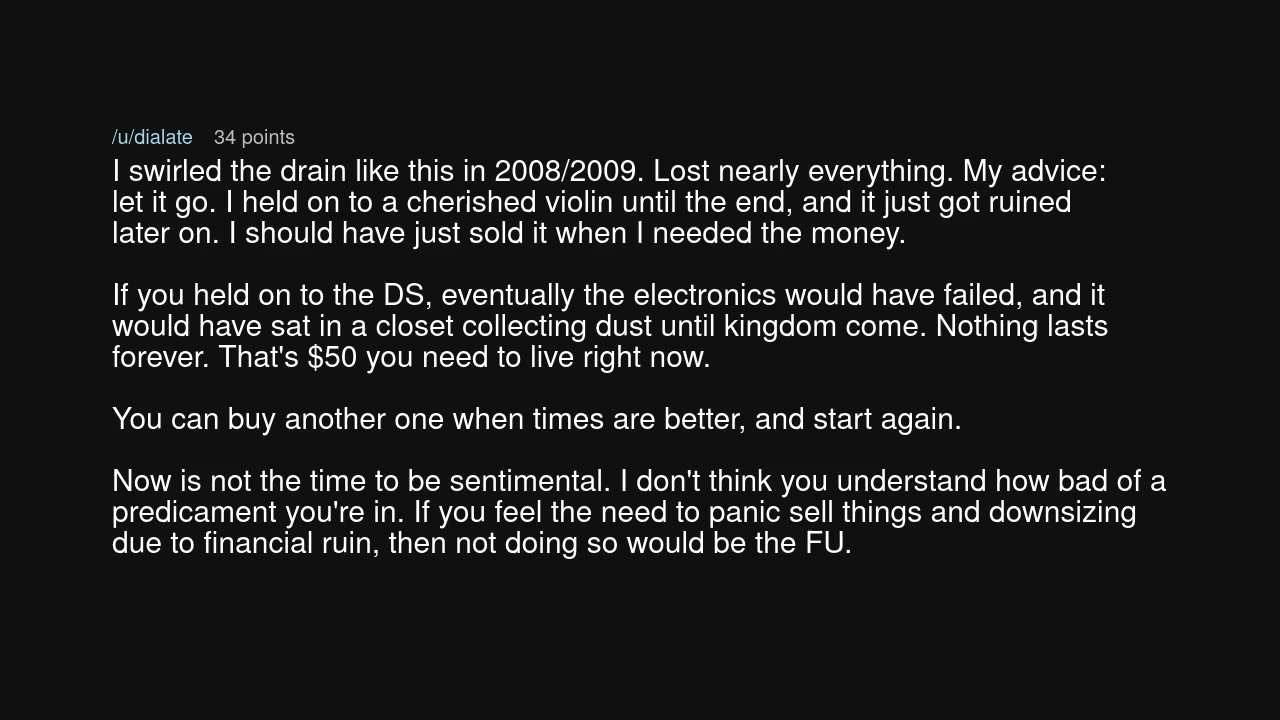 /u/dialate 34 points
I swirled the drain like this in 2008/2009. Lost nearly everything. My advice:
let it go. I held on to a cherished violin until the end, and it just got ruined
later on. I should have just sold it when I needed the money.
If you held on to the DS, eventually the electronics would have failed, and it
would have sat in a closet collecting dust until kingdom come. Nothing lasts
forever. That's $50 you need to live right now.
You can buy another one when times are better, and start again.
Now is not the time to be sentimental. I don't think you understand how bad of a
predicament you're in. If you feel the need to panic sell things and downsizing
due to financial ruin, then not doing so would be the FU.